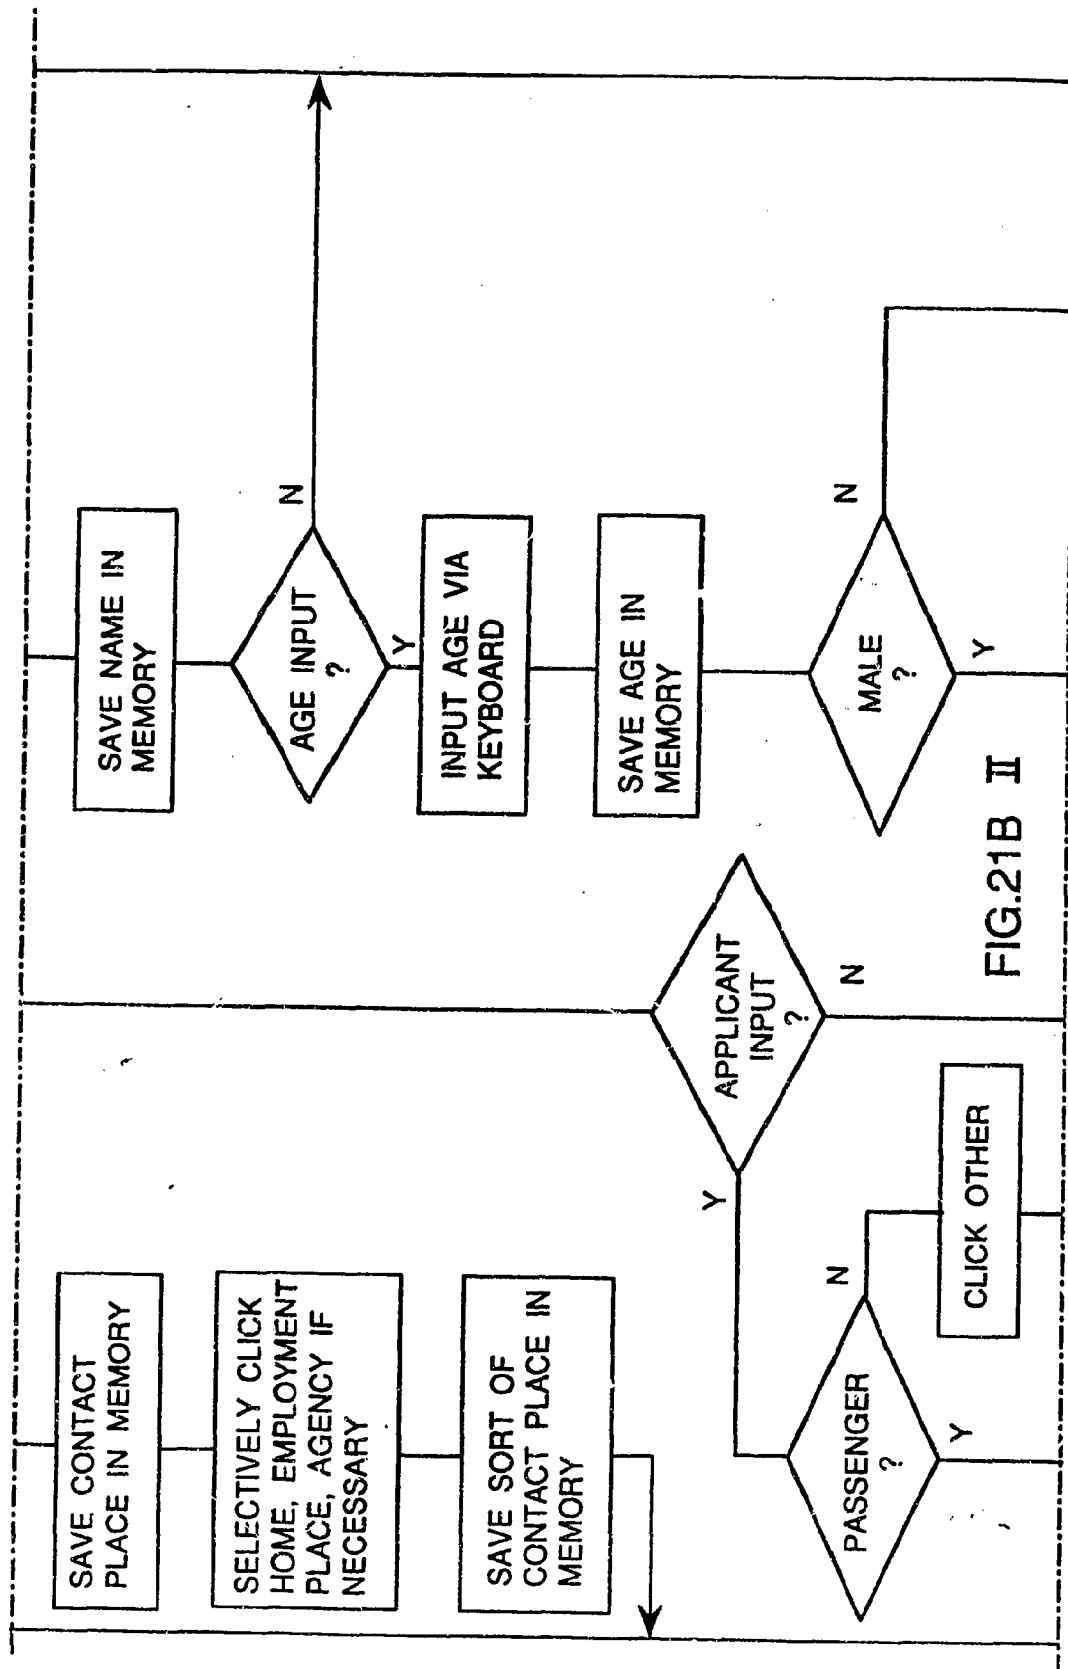 SAVE CONTACT
PLACE IN MEMORY
SELECTIVELY CLICK
HOME, EMPLOYMENT
PLACE, AGENCY IF
NECESSARY
SAVE SORT OF
CONTACT PLACE IN
MEMORY
PASSENGER
?
Y
N
CLICK OTHER
APPLICANT
INPUT
?
Y
N
SAVE NAME IN
MEMORY
AGE INPUT
?
N
Y
INPUT AGE VIA
KEYBOARD
SAVE AGE IN
MEMORY
MALE
?
N
Y
FIG.21B II